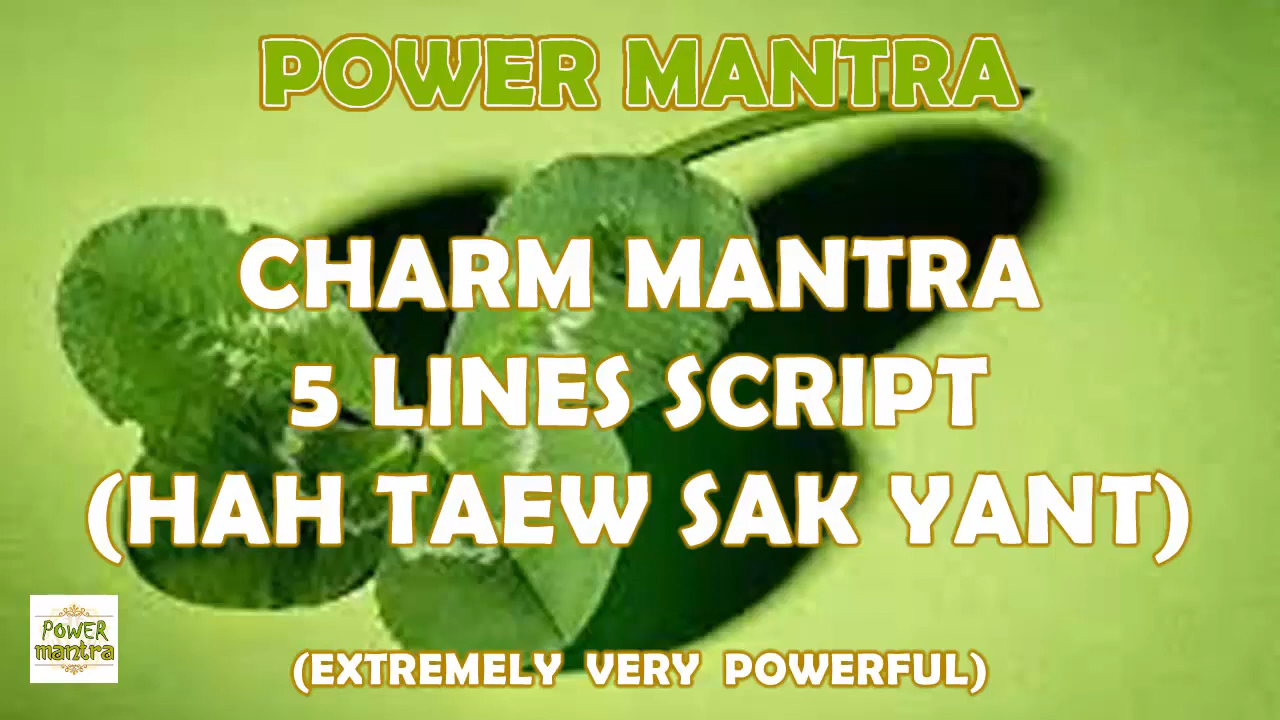 POWER MANTRA
CHARM MANTRA
5 LINES SCRIPT
(HAH TAEW SAK YANT)
POWER
mantra
(EXTREMELY VERY POWERFUL)